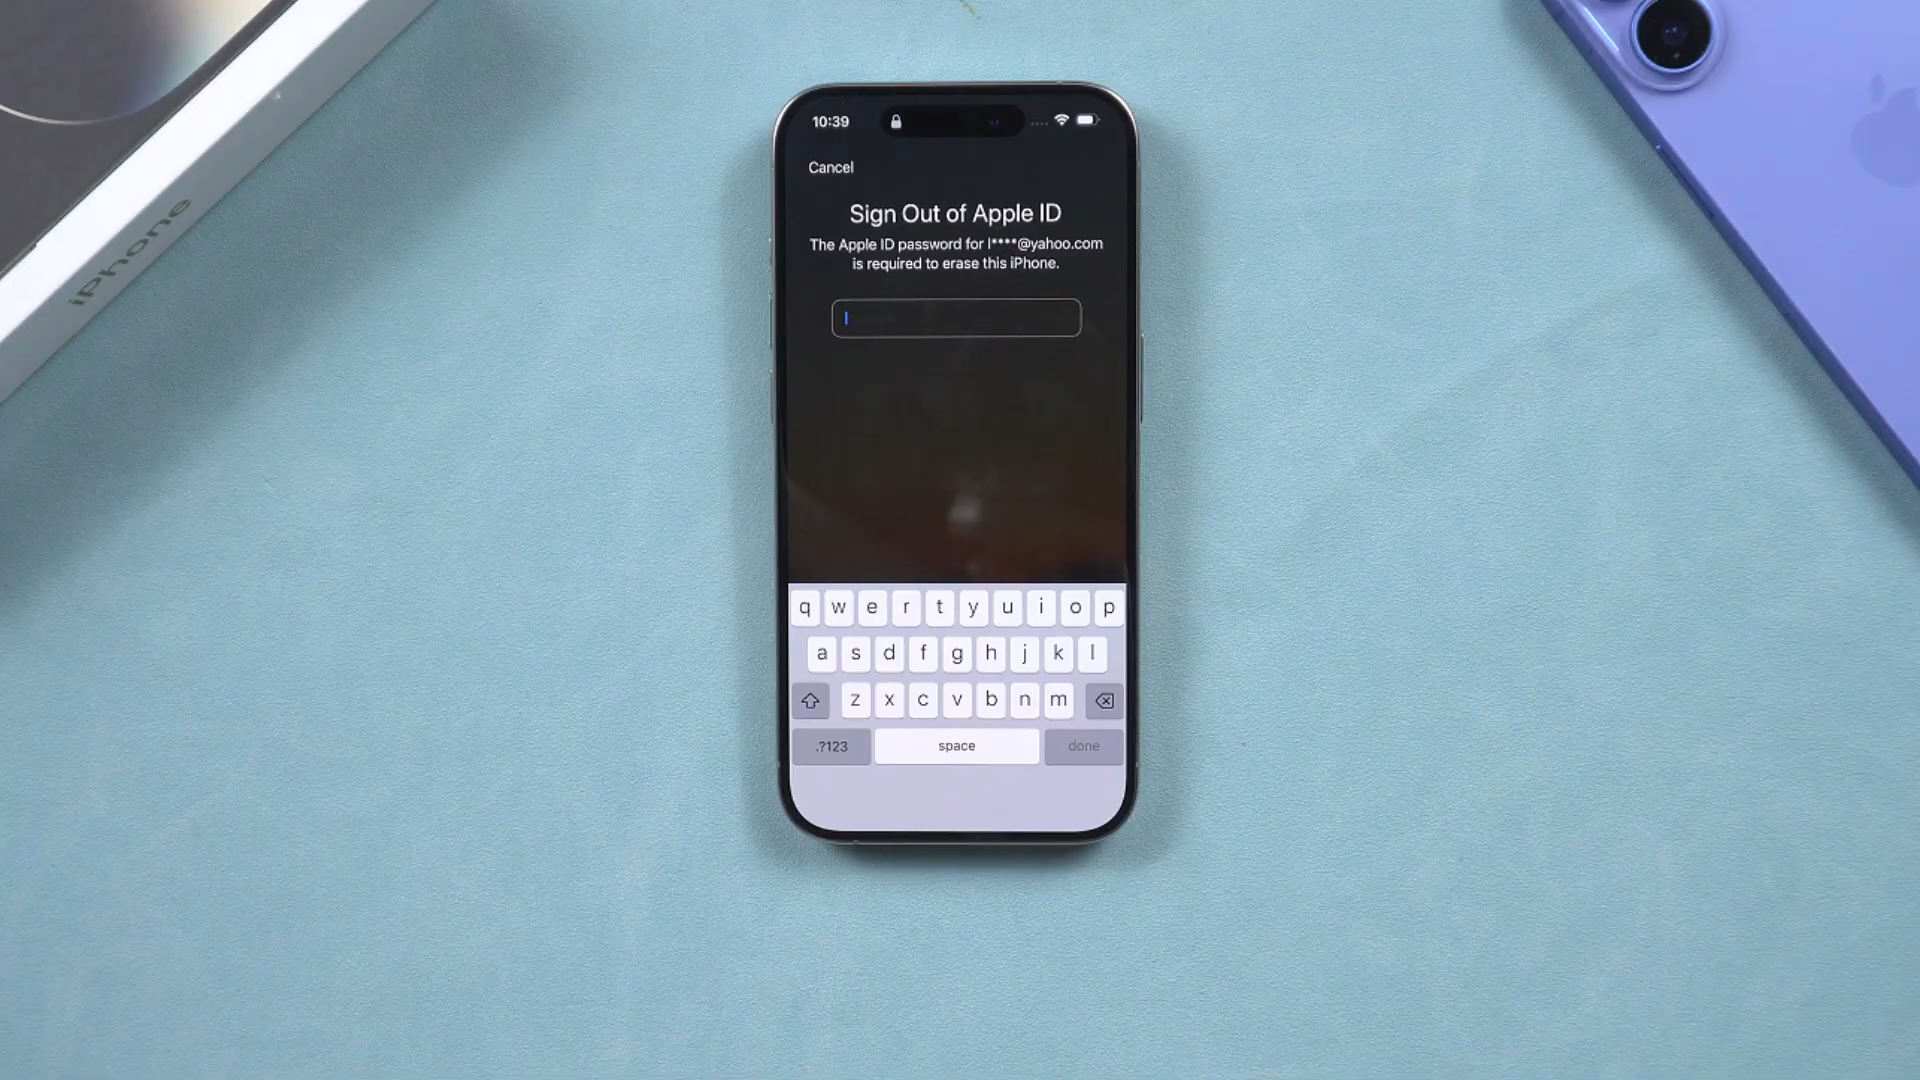 iPhone
10:39
Cancel
Sign Out of Apple ID
The Apple ID password for l****@yahoo.com
is required to erase this iPhone.
q w e r t y u i o p
a s d f g h j k l
z x c v b n m
.?123 space done